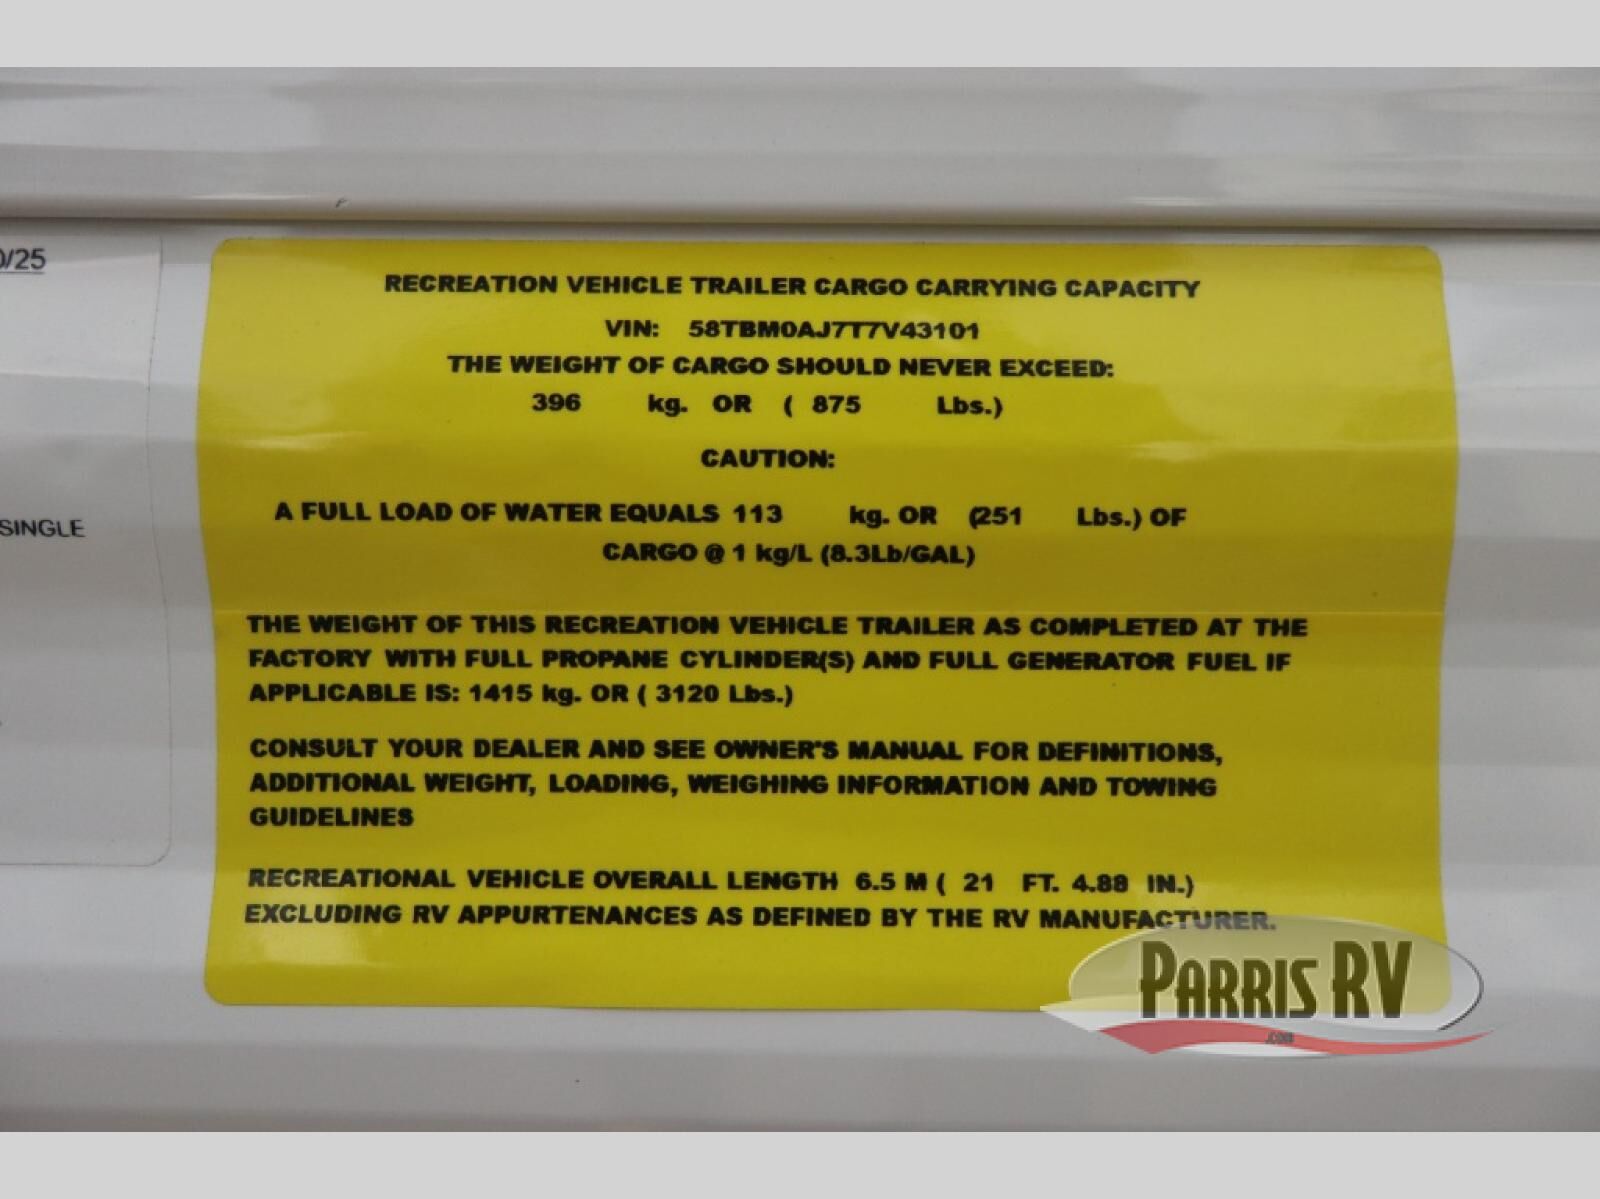 0/25
SINGLE
RECREATION VEHICLE TRAILER CARGO CARRYING CAPACITY
VIN: 58TBM0AJ7T7V43101
THE WEIGHT OF CARGO SHOULD NEVER EXCEED:
396 kg. OR ( 875 Lbs.)
CAUTION:
A FULL LOAD OF WATER EQUALS 113 kg. OR (251 Lbs.) OF
CARGO @ 1 kg/L (8.3Lb/GAL)
THE WEIGHT OF THIS RECREATION VEHICLE TRAILER AS COMPLETED AT THE
FACTORY WITH FULL PROPANE CYLINDER(S) AND FULL GENERATOR FUEL IF
APPLICABLE IS: 1415 kg. OR ( 3120 Lbs.)
CONSULT YOUR DEALER AND SEE OWNER'S MANUAL FOR DEFINITIONS,
ADDITIONAL WEIGHT, LOADING, WEIGHING INFORMATION AND TOWING
GUIDELINES
RECREATIONAL VEHICLE OVERALL LENGTH 6.5 M ( 21 FT. 4.88 IN.)
EXCLUDING RV APPURTENANCES AS DEFINED BY THE RV MANUFACTURER.
PARRIS RV
.COM